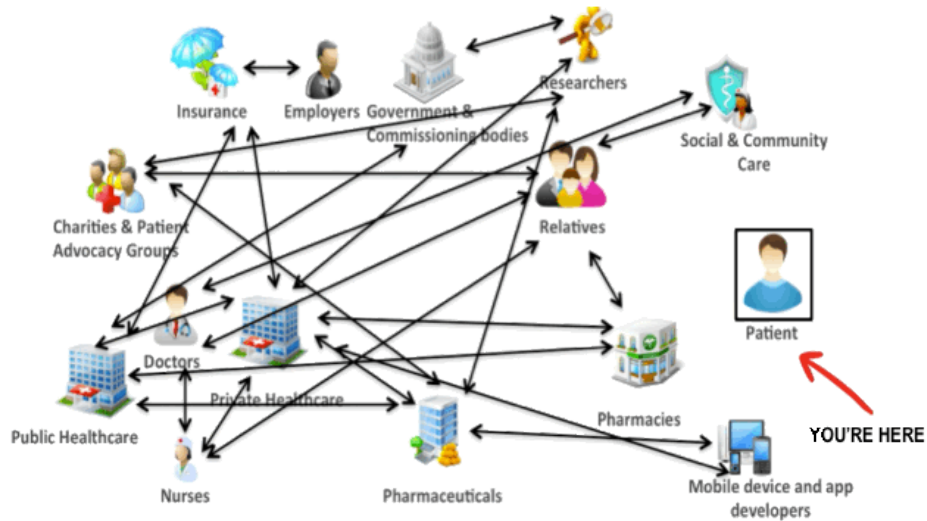 Researchers
Insurance
Employers
Government &
Commissioning bodies
Social & Community
Care
Charities & Patient
Advocacy Groups
Relatives
Patient
Doctors
Private Healthcare
Public Healthcare
Pharmacies
YOU'RE HERE
Nurses
Pharmaceuticals
Mobile device and app
developers